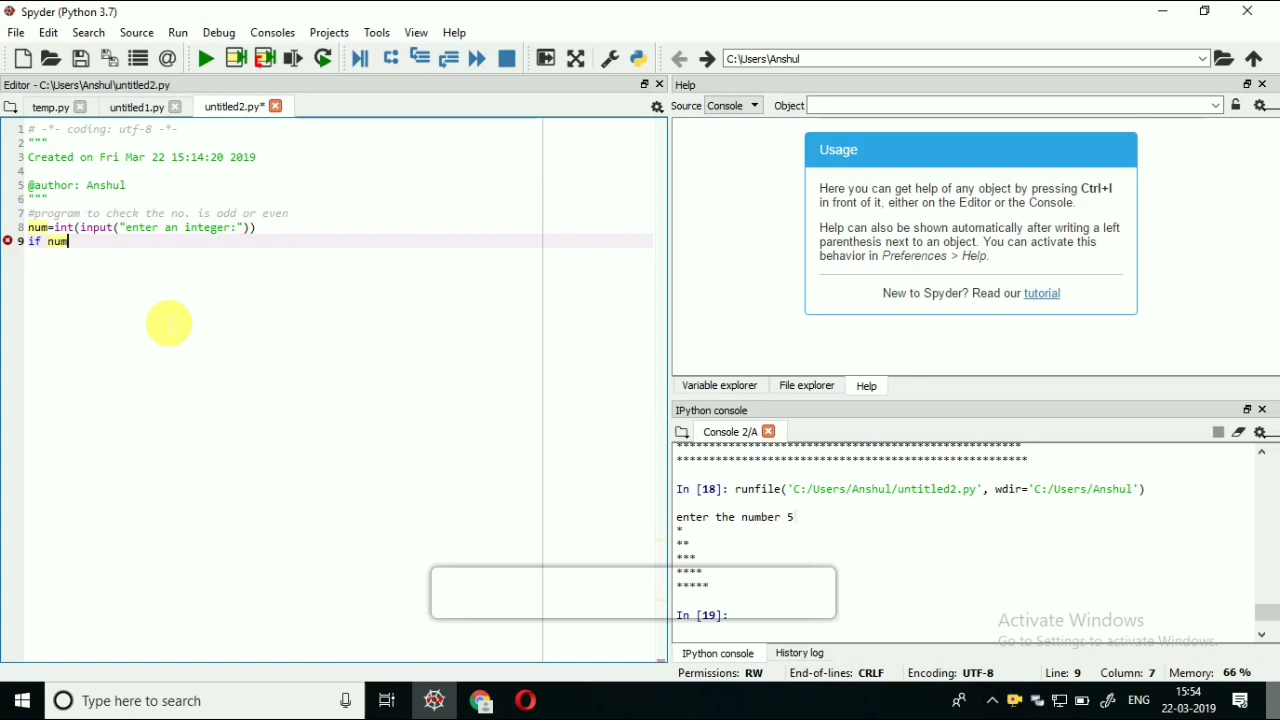 Spyder (Python 3.7)
File Edit Search Source Run Debug Consoles Projects Tools View Help
C:\Users\Anshul
Editor - C:\Users\Anshul\untitled2.py
Help
temp.py untitled1.py untitled2.py*
Source Console Object
1 # -*- coding: utf-8 -*-
2 """
3 Created on Fri Mar 22 15:14:20 2019
4
5 @author: Anshul
6 """
7 #program to check the no. is odd or even
8 num=int(input("enter an integer:"))
9 if num
Usage
Here you can get help of any object by pressing Ctrl+I
in front of it, either on the Editor or the Console.
Help can also be shown automatically after writing a left
parenthesis next to an object. You can activate this
behavior in Preferences > Help.
New to Spyder? Read our tutorial
Variable explorer File explorer Help
IPython console
Console 2/A
*****************************************************
******************************************************
In [18]: runfile('C:/Users/Anshul/untitled2.py', wdir='C:/Users/Anshul')
enter the number 5
*
**
***
****
*****
In [19]:
Activate Windows
Go to Settings to activate Windows.
IPython console History log
Permissions: RW End-of-lines: CRLF Encoding: UTF-8 Line: 9 Column: 7 Memory: 66 %
Type here to search
ENG
15:54
22-03-2019